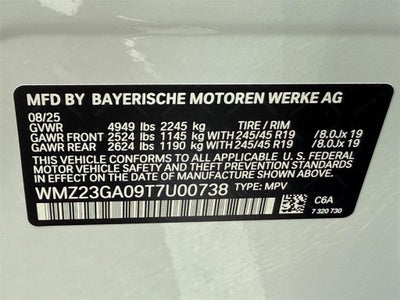 MFD BY BAYERISCHE MOTOREN WERKE AG
08/25
GVWR 4949 lbs 2245 kg TIRE / RIM
GAWR FRONT 2524 lbs 1145 kg WITH 245/45 R19 /8.0Jx 19
GAWR REAR 2624 lbs 1190 kg WITH 245/45 R19 /8.0Jx 19
THIS VEHICLE CONFORMS TO ALL APPLICABLE U.S. FEDERAL
MOTOR VEHICLE SAFETY AND THEFT PREVENTION STANDARDS
IN EFFECT ON THE DATE OF MANUFACTURE SHOWN ABOVE.
WMZ23GA09T7U00738 TYPE: MPV
C6A
7 320 730